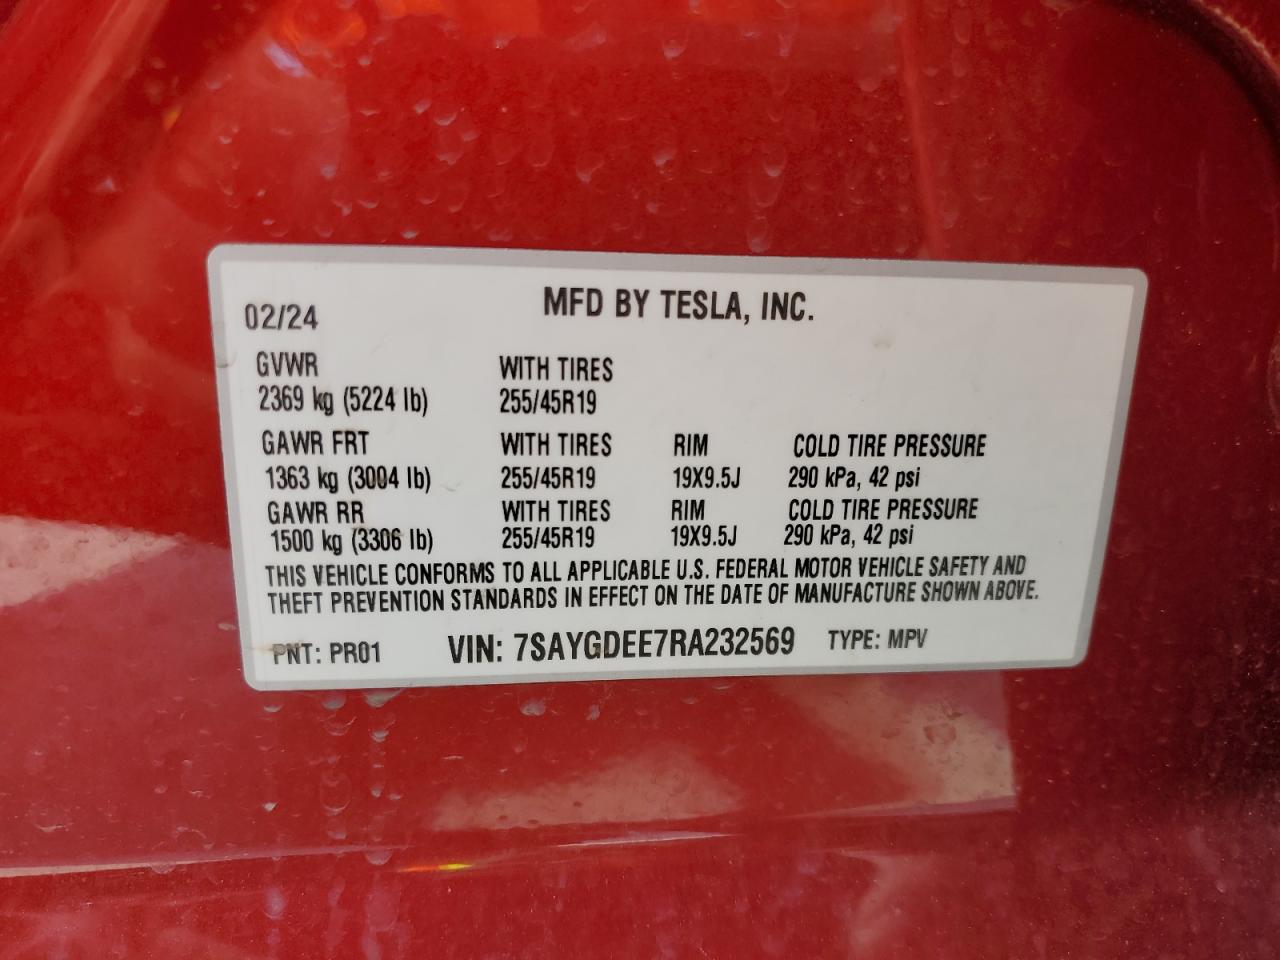 02/24 MFD BY TESLA, INC.
GVWR WITH TIRES
2369 kg (5224 lb) 255/45R19
GAWR FRT WITH TIRES RIM COLD TIRE PRESSURE
1363 kg (3004 lb) 255/45R19 19X9.5J 290 kPa, 42 psi
GAWR RR WITH TIRES RIM COLD TIRE PRESSURE
1500 kg (3306 lb) 255/45R19 19X9.5J 290 kPa, 42 psi
THIS VEHICLE CONFORMS TO ALL APPLICABLE U.S. FEDERAL MOTOR VEHICLE SAFETY AND
THEFT PREVENTION STANDARDS IN EFFECT ON THE DATE OF MANUFACTURE SHOWN ABOVE.
PNT: PR01 VIN: 7SAYGDEE7RA232569 TYPE: MPV